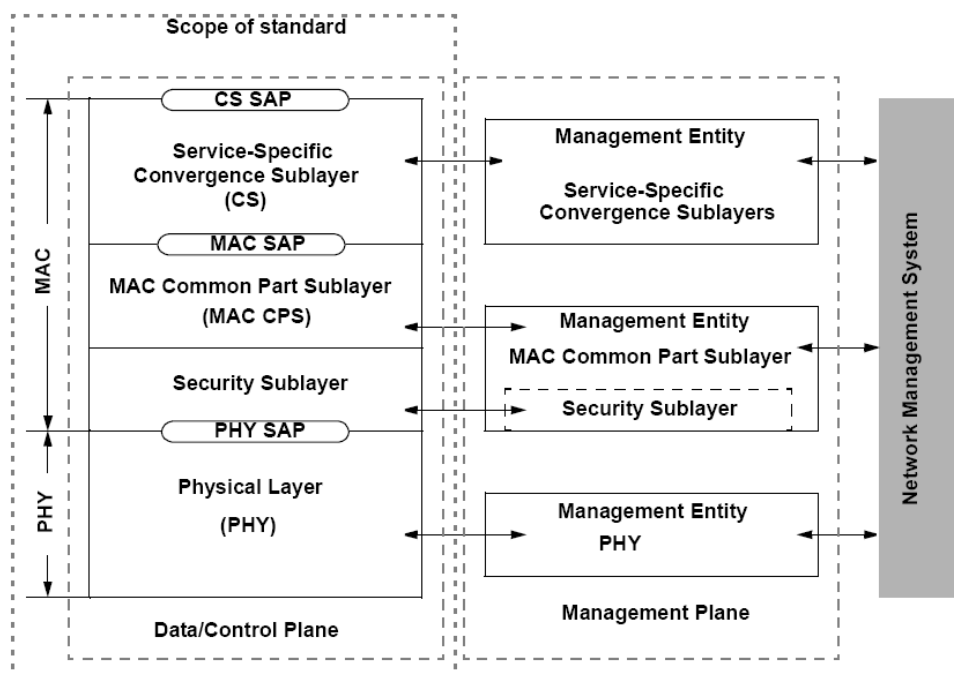 Scope of standard
CS SAP
Service-Specific
Convergence Sublayer
(CS)
MAC SAP
MAC Common Part Sublayer
(MAC CPS)
Security Sublayer
PHY SAP
Physical Layer
(PHY)
Data/Control Plane
MAC
PHY
Management Entity
Service-Specific
Convergence Sublayers
Management Entity
MAC Common Part Sublayer
Security Sublayer
Management Entity
PHY
Management Plane
Network Management System